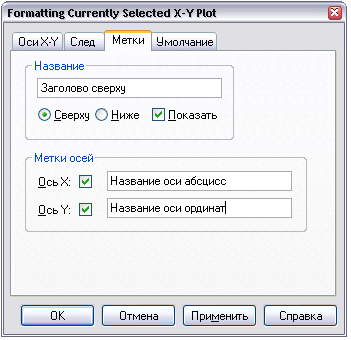 Formatting Currently Selected X-Y Plot
Оси X-Y След Метки Умолчание
Название
Заголово сверху
Сверху Ниже Показать
Метки осей
Ось X: Название оси абсцисс
Ось Y: Название оси ординат
OK Отмена Применить Справка